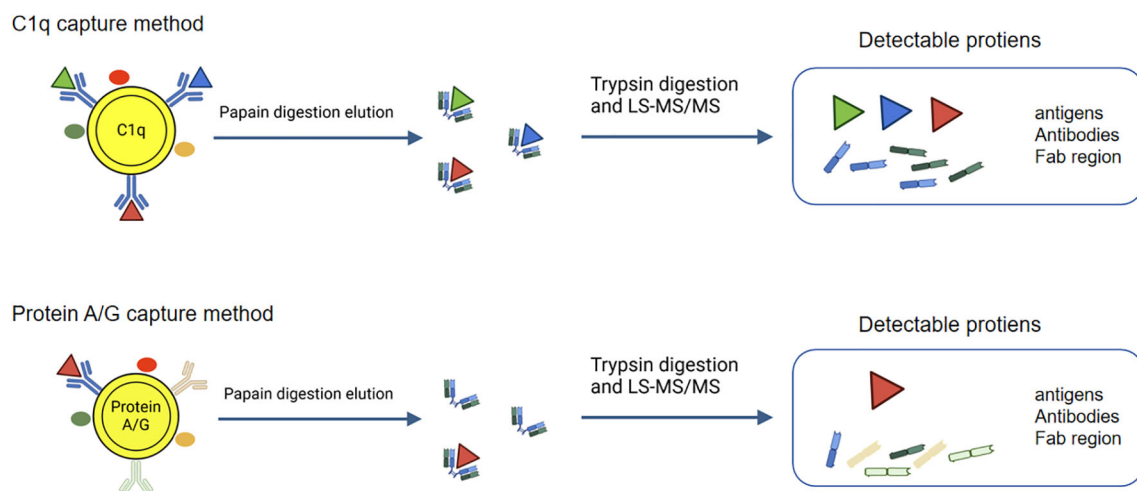 C1q capture method
Detectable protiens
Trypsin digestion
and LS-MS/MS
Papain digestion elution
C1q
antigens
Antibodies
Fab region
Protein A/G capture method
Detectable protiens
Trypsin digestion
and LS-MS/MS
Papain digestion elution
Protein
A/G
antigens
Antibodies
Fab region